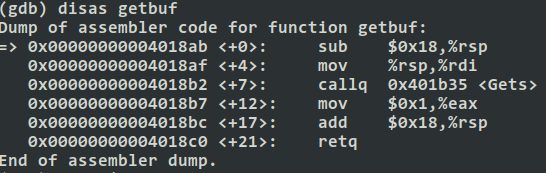 (gdb) disas getbuf
Dump of assembler code for function getbuf:
=> 0x00000000004018ab <+0>: sub $0x18,%rsp
0x00000000004018af <+4>: mov %rsp,%rdi
0x00000000004018b2 <+7>: callq 0x401b35 <Gets>
0x00000000004018b7 <+12>: mov $0x1,%eax
0x00000000004018bc <+17>: add $0x18,%rsp
0x00000000004018c0 <+21>: retq
End of assembler dump.